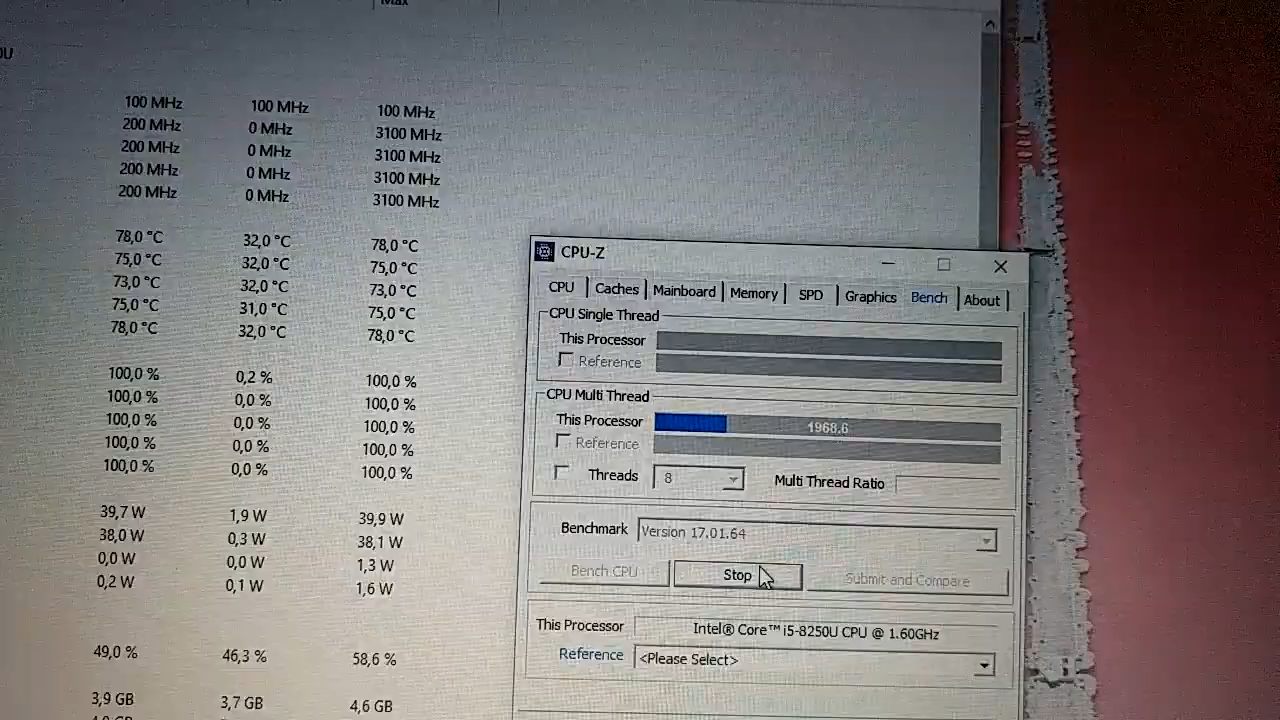 Max
0U
100 MHz 100 MHz 100 MHz
200 MHz 0 MHz 3100 MHz
200 MHz 0 MHz 3100 MHz
200 MHz 0 MHz 3100 MHz
200 MHz 0 MHz 3100 MHz
78,0 °C 32,0 °C 78,0 °C
75,0 °C 32,0 °C 75,0 °C
73,0 °C 32,0 °C 73,0 °C
75,0 °C 31,0 °C 75,0 °C
78,0 °C 32,0 °C 78,0 °C
100,0 % 0,2 % 100,0 %
100,0 % 0,0 % 100,0 %
100,0 % 0,0 % 100,0 %
100,0 % 0,0 % 100,0 %
100,0 % 0,0 % 100,0 %
39,7 W 1,9 W 39,9 W
38,0 W 0,3 W 38,1 W
0,0 W 0,0 W 1,3 W
0,2 W 0,1 W 1,6 W
49,0 % 46,3 % 58,6 %
3,9 GB 3,7 GB 4,6 GB
CPU-Z
CPU Caches Mainboard Memory SPD Graphics Bench About
CPU Single Thread
This Processor
Reference
CPU Multi Thread
This Processor 1968.6
Reference
Threads 8 Multi Thread Ratio
Benchmark Version 17.01.64
Bench CPU Stop Submit and Compare
This Processor Intel® Core™ i5-8250U CPU @ 1.60GHz
Reference <Please Select>